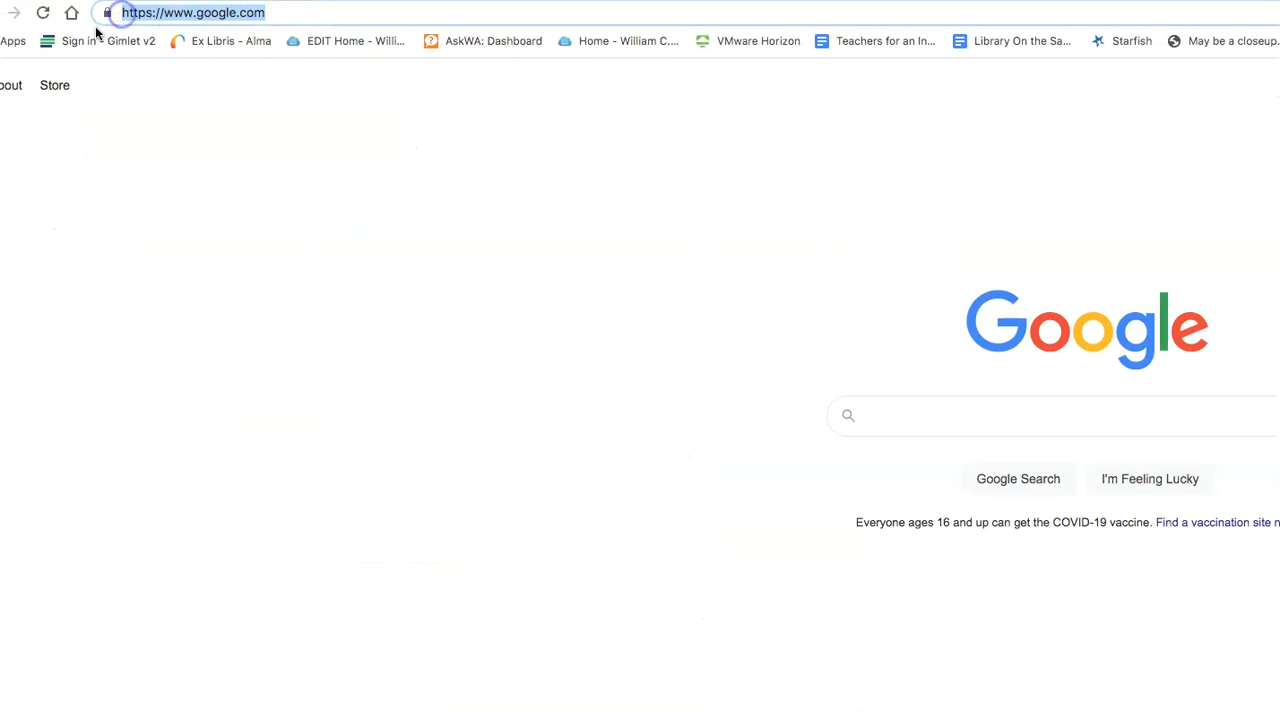 https://www.google.com
Apps Sign in - Gimlet v2 Ex Libris - Alma EDIT Home - Willi... AskWA: Dashboard Home - William C.... VMware Horizon Teachers for an In... Library On the Sa... Starfish May be a closeup.
bout Store
Google
Google Search I'm Feeling Lucky
Everyone ages 16 and up can get the COVID-19 vaccine. Find a vaccination site n